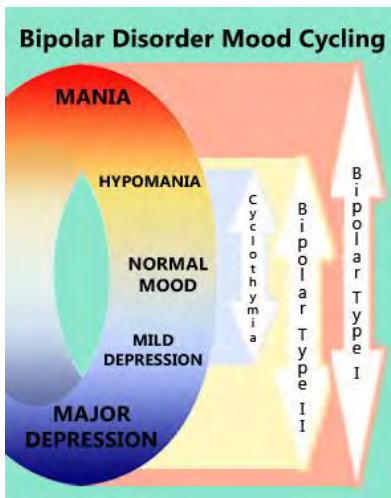 Bipolar Disorder Mood Cycling
MANIA
HYPOMANIA
NORMAL
MOOD
MILD
DEPRESSION
MAJOR
DEPRESSION
Cyclothymia
Bipolar Type II
Bipolar Type I